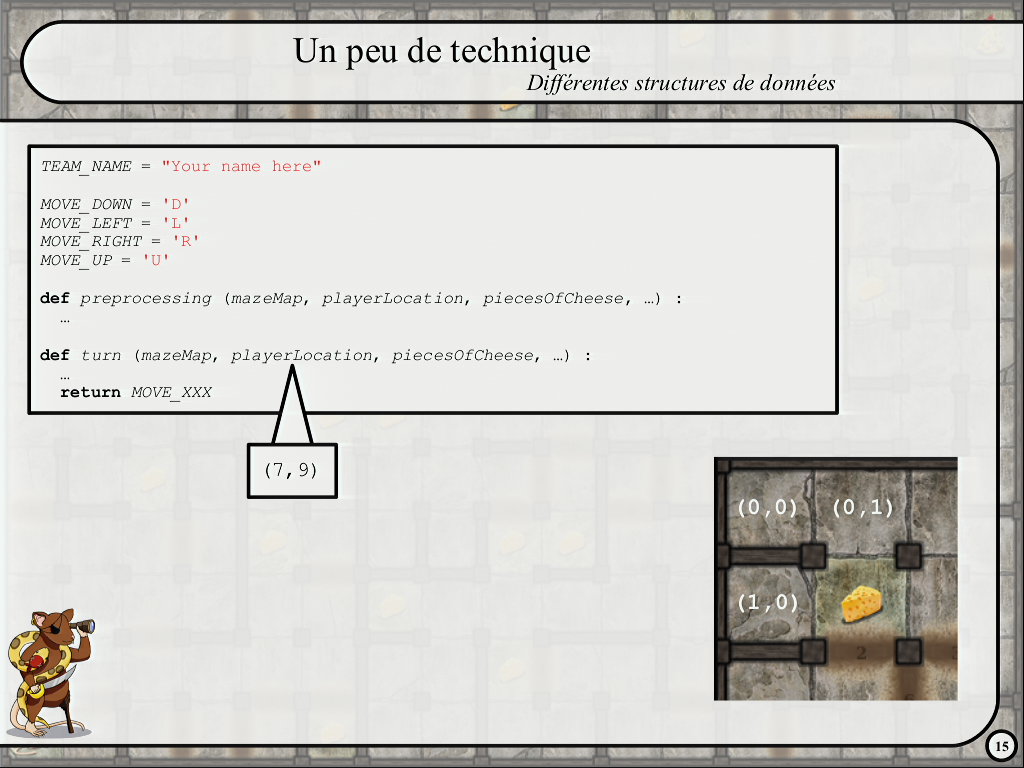 Un peu de technique
Différentes structures de données
TEAM_NAME = "Your name here"
MOVE_DOWN = 'D'
MOVE_LEFT = 'L'
MOVE_RIGHT = 'R'
MOVE_UP = 'U'
def preprocessing (mazeMap, playerLocation, piecesOfCheese, …) :
…
def turn (mazeMap, playerLocation, piecesOfCheese, …) :
…
return MOVE_XXX
(7,9)
(0,0) (0,1)
(1,0)
2
15